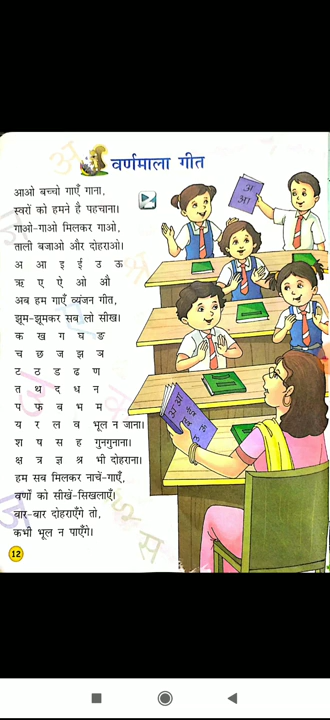 वर्णमाला गीत
आओ बच्चो गाएँ गाना,
स्वरों को हमने है पहचाना।
गाओ-गाओ मिलकर गाओ,
ताली बजाओ और दोहराओ।
अ आ इ ई उ ऊ
ऋ ए ऐ ओ औ
अब हम गाएँ व्यंजन गीत,
झूम-झूमकर सब लो सीख।
क ख ग घ ङ
च छ ज झ ञ
ट ठ ड ढ ण
त थ द ध न
प फ ब भ म
य र ल व भूल न जाना।
श ष स ह गुनगुनाना।
क्ष त्र ज्ञ श्र भी दोहराना।
हम सब मिलकर नाचें-गाएँ,
वर्णों को सीखें-सिखलाएँ।
बार-बार दोहराएँगे तो,
कभी भूल न पाएँगे।
12
अ
आ
अ आ
उ ऊ
स